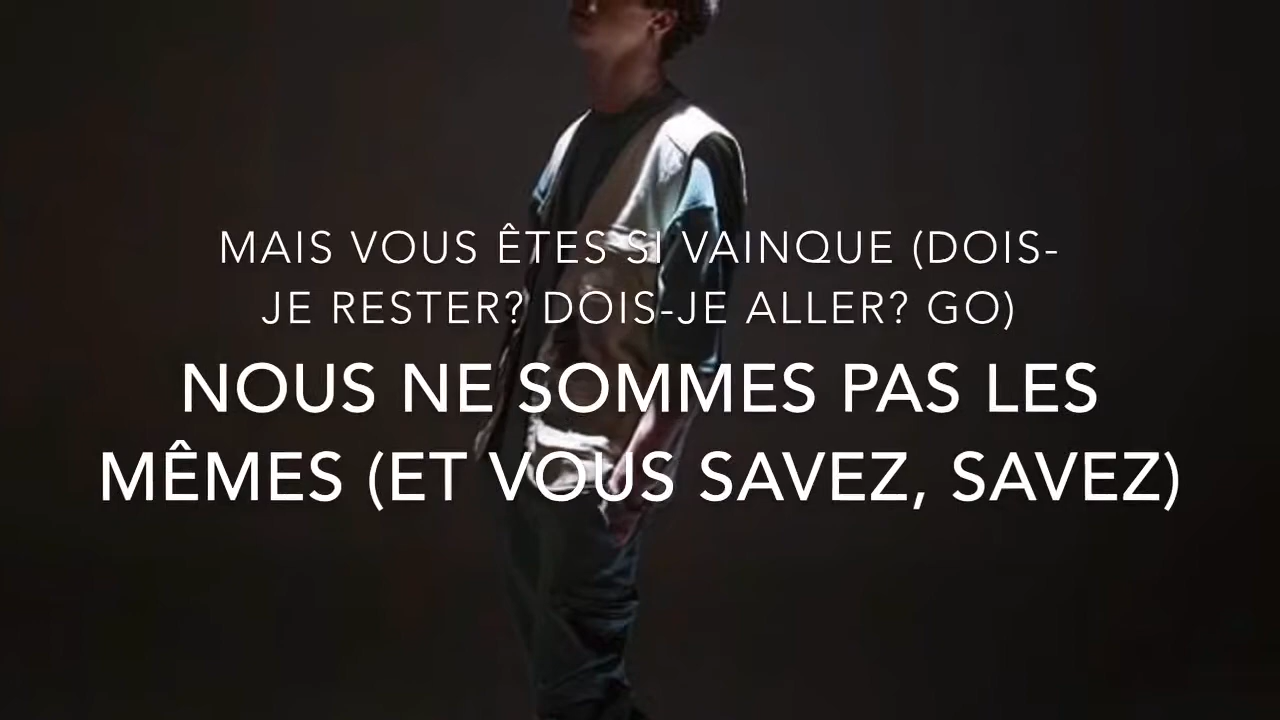 MAIS VOUS ÊTES SI VAINQUE (DOIS-
JE RESTER? DOIS-JE ALLER? GO)
NOUS NE SOMMES PAS LES
MÊMES (ET VOUS SAVEZ, SAVEZ)